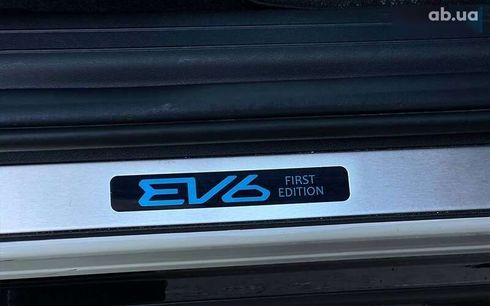 ab.ua
EV6 FIRST
EDITION